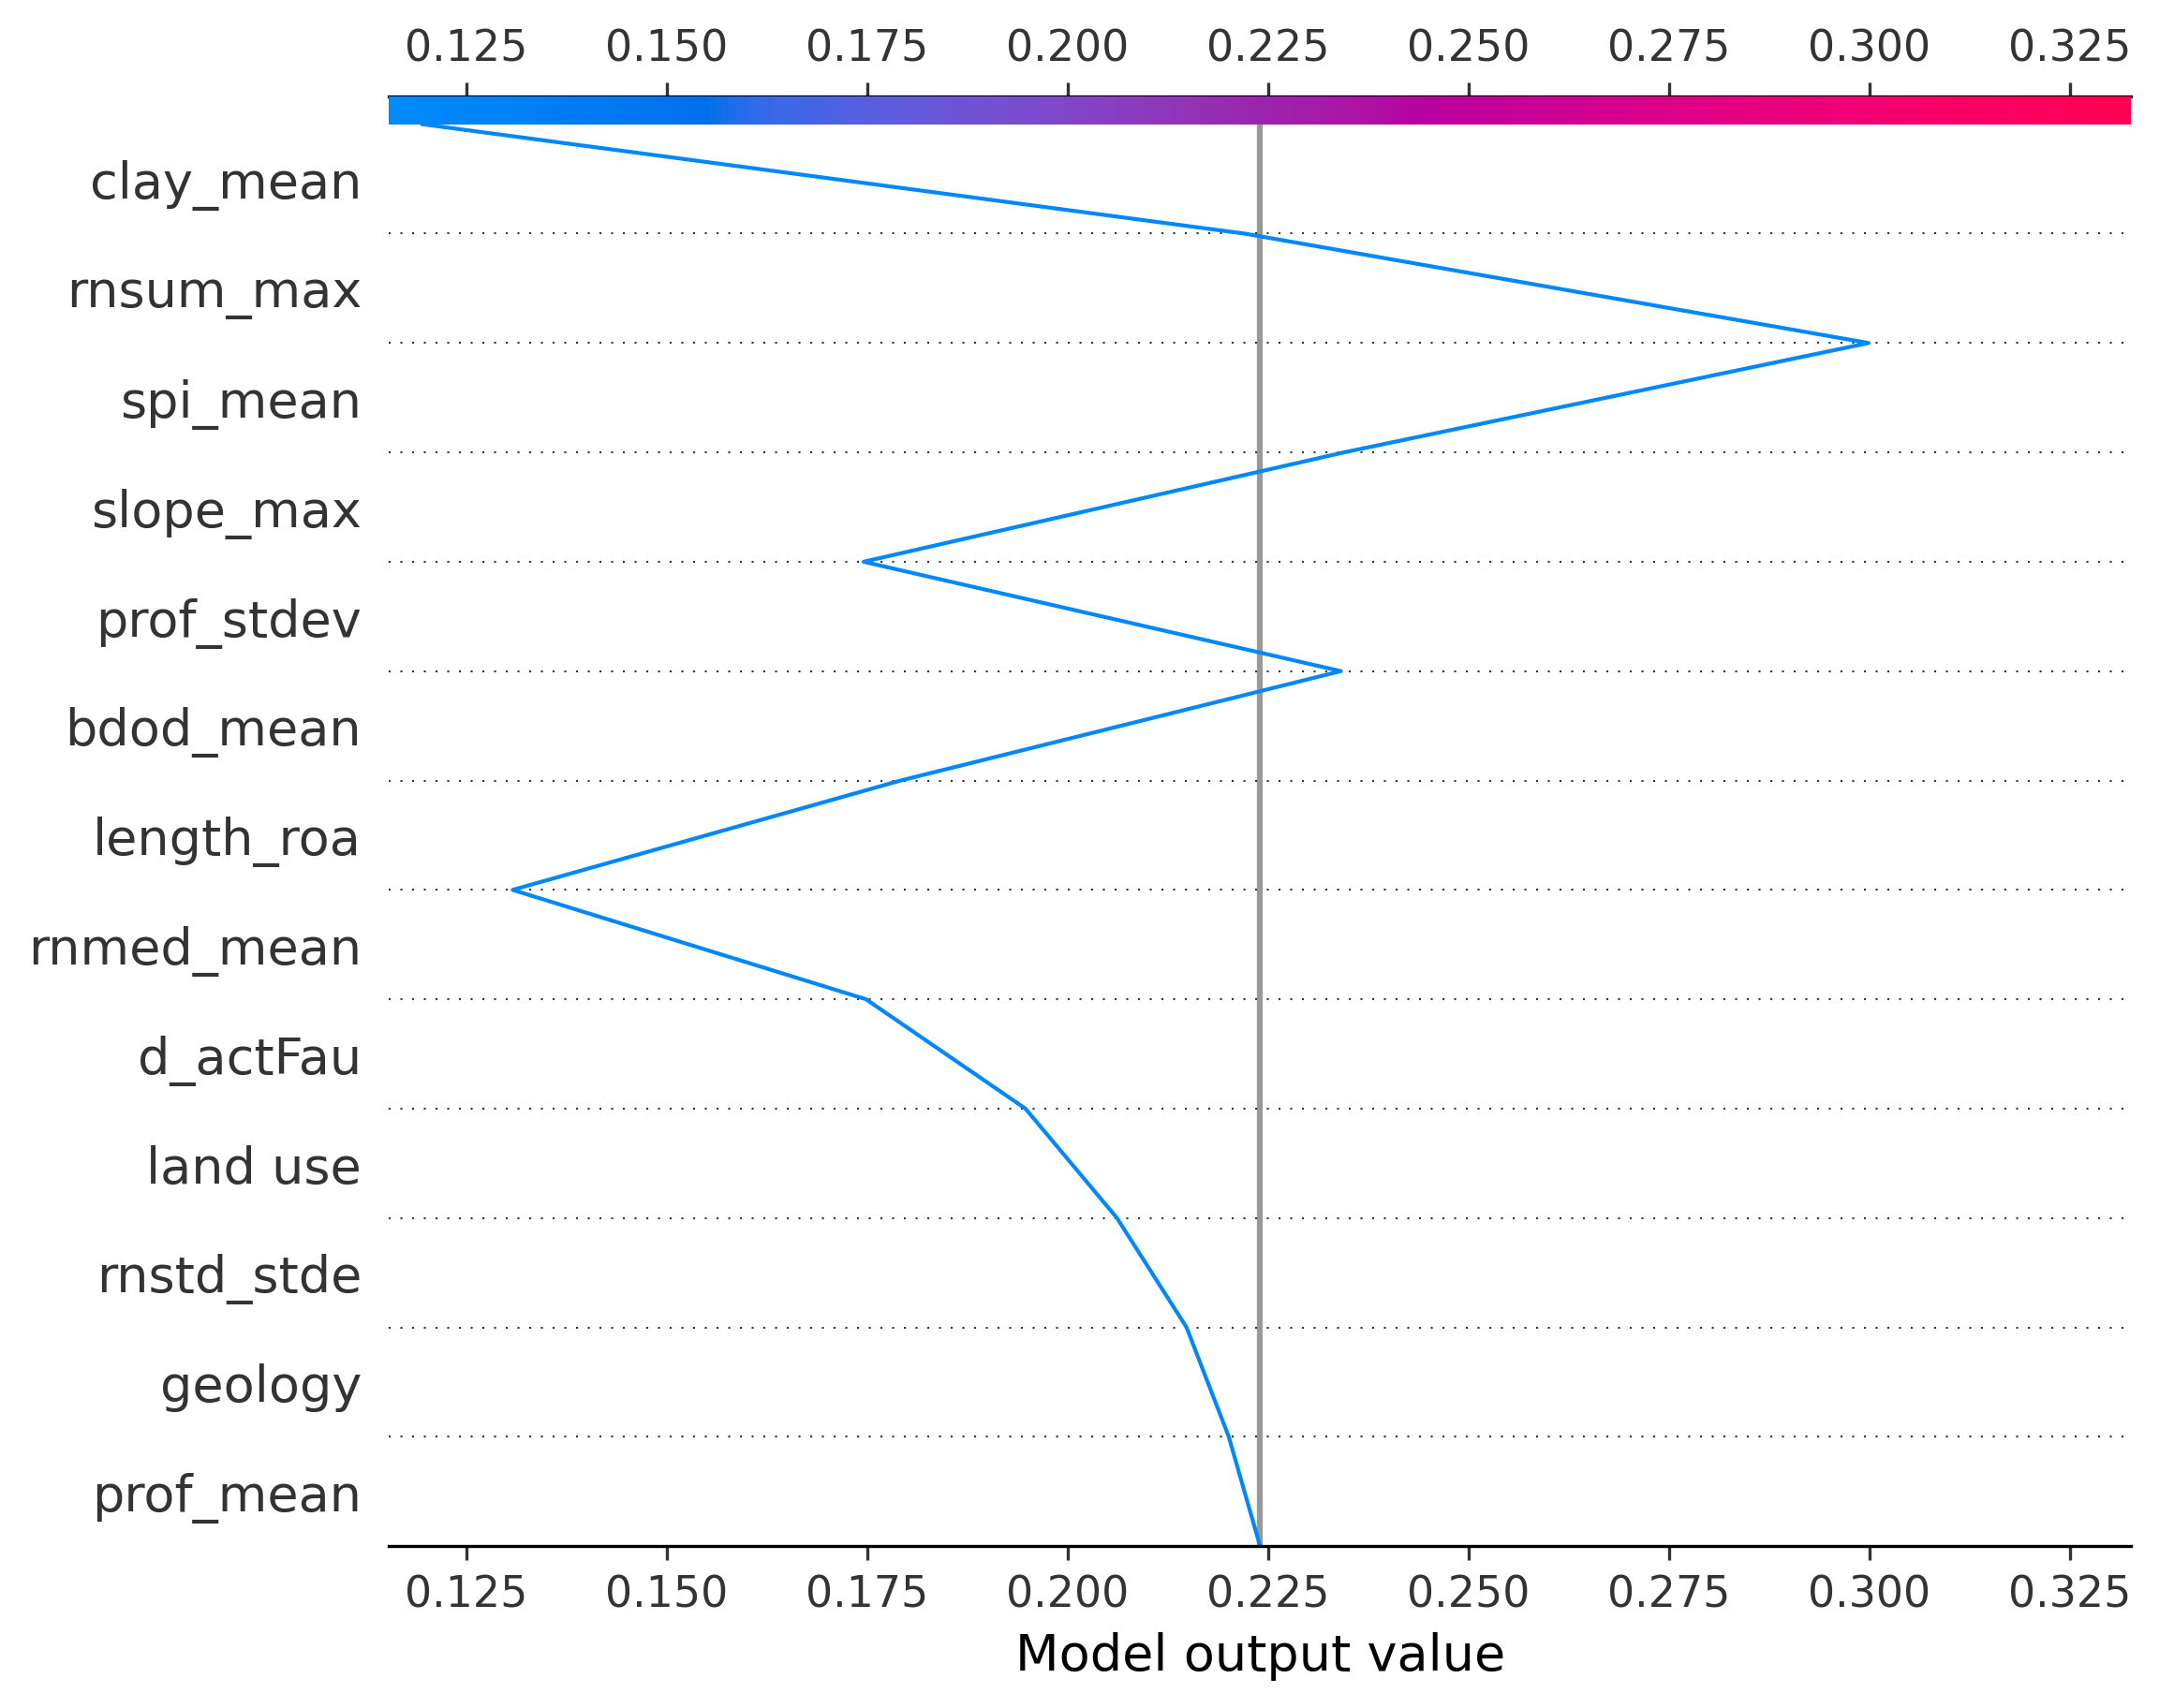 0.125 0.150 0.175 0.200 0.225 0.250 0.275 0.300 0.325
clay_mean
rnsum_max
spi_mean
slope_max
prof_stdev
bdod_mean
length_roa
rnmed_mean
d_actFau
land use
rnstd_stde
geology
prof_mean
0.125 0.150 0.175 0.200 0.225 0.250 0.275 0.300 0.325
Model output value